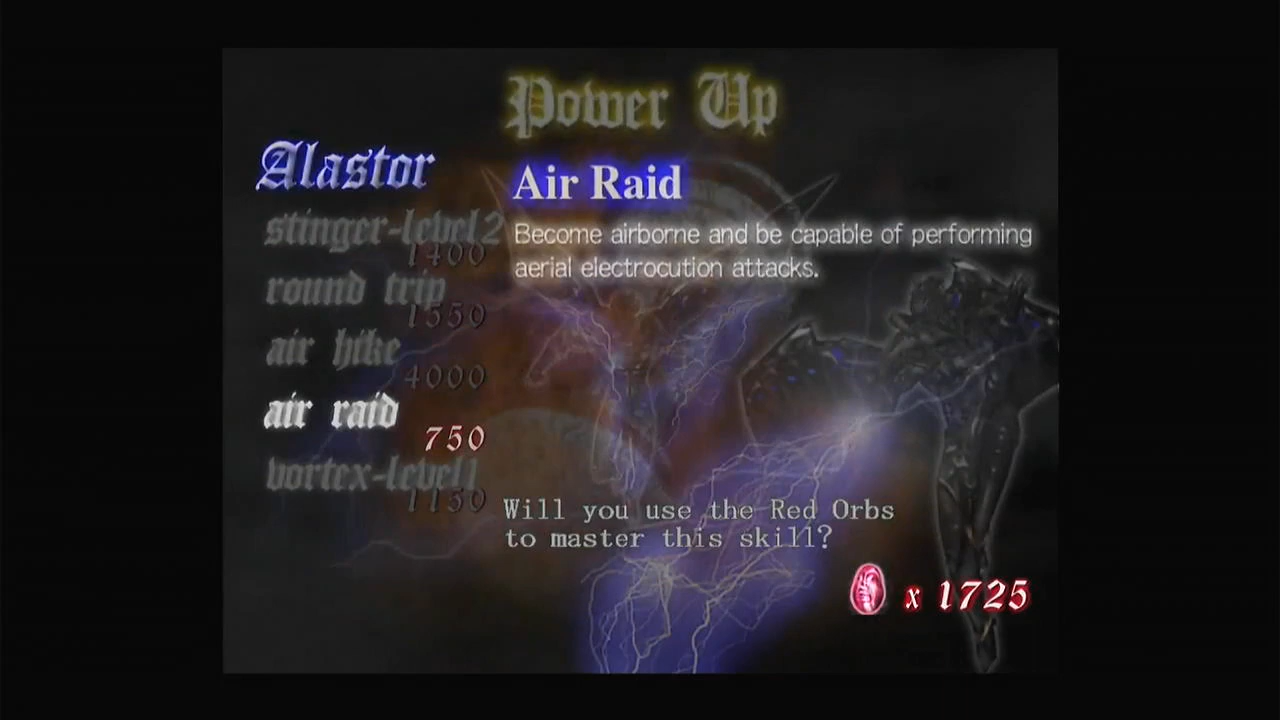 Power Up
Alastor
stinger-level2
1400
round trip
1550
air hike
4000
air raid
750
vortex-level1
1150
Air Raid
Become airborne and be capable of performing
aerial electrocution attacks.
Will you use the Red Orbs
to master this skill?
x 1725